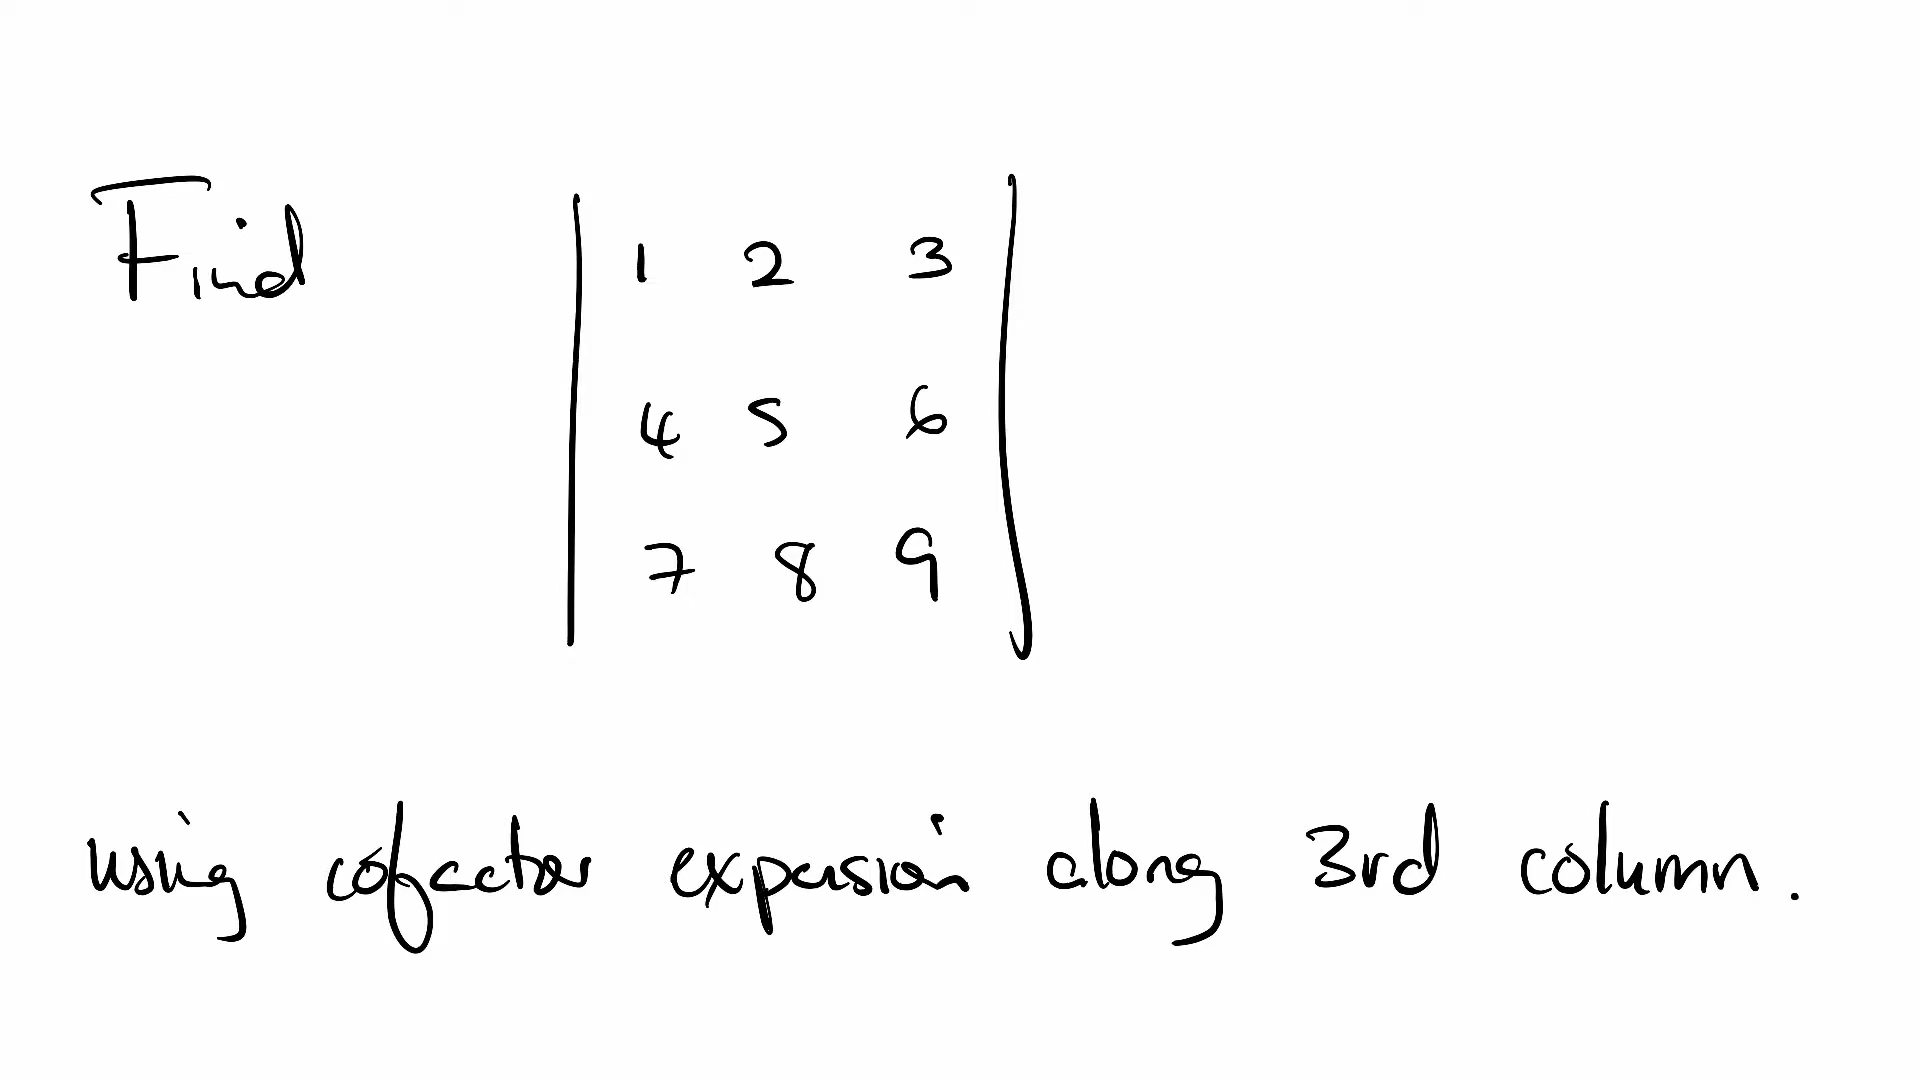 Find | 1 2 3 |
| 4 5 6 |
| 7 8 9 |
using cofactor expansion along 3rd column.